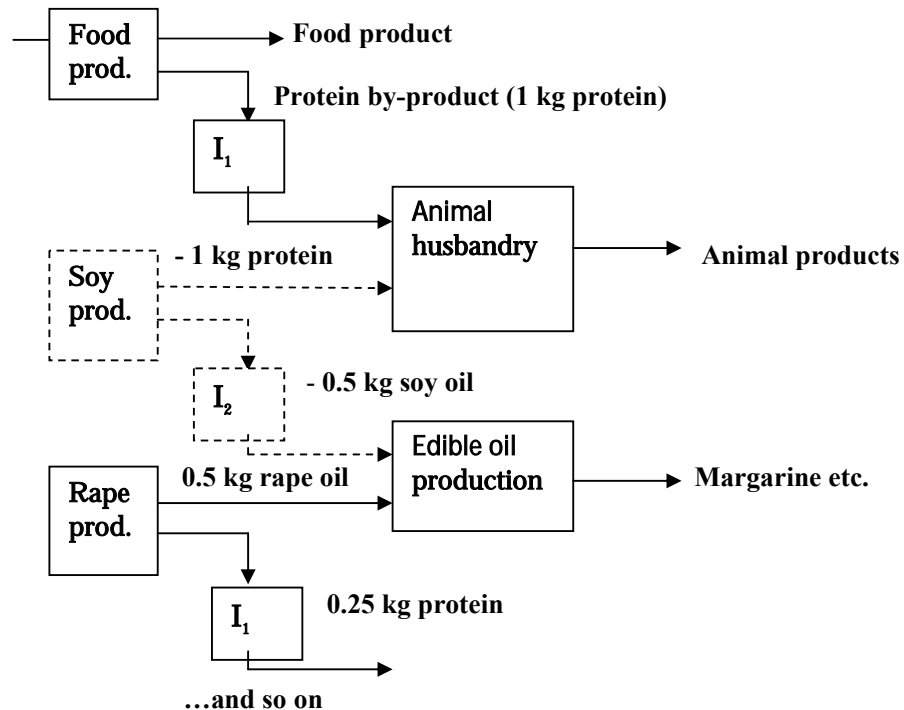 Food
prod.
Food product
Protein by-product (1 kg protein)
I₁
Animal
husbandry
Animal products
- 1 kg protein
Soy
prod.
I₂
- 0.5 kg soy oil
Edible oil
production
Margarine etc.
0.5 kg rape oil
Rape
prod.
I₁
0.25 kg protein
…and so on